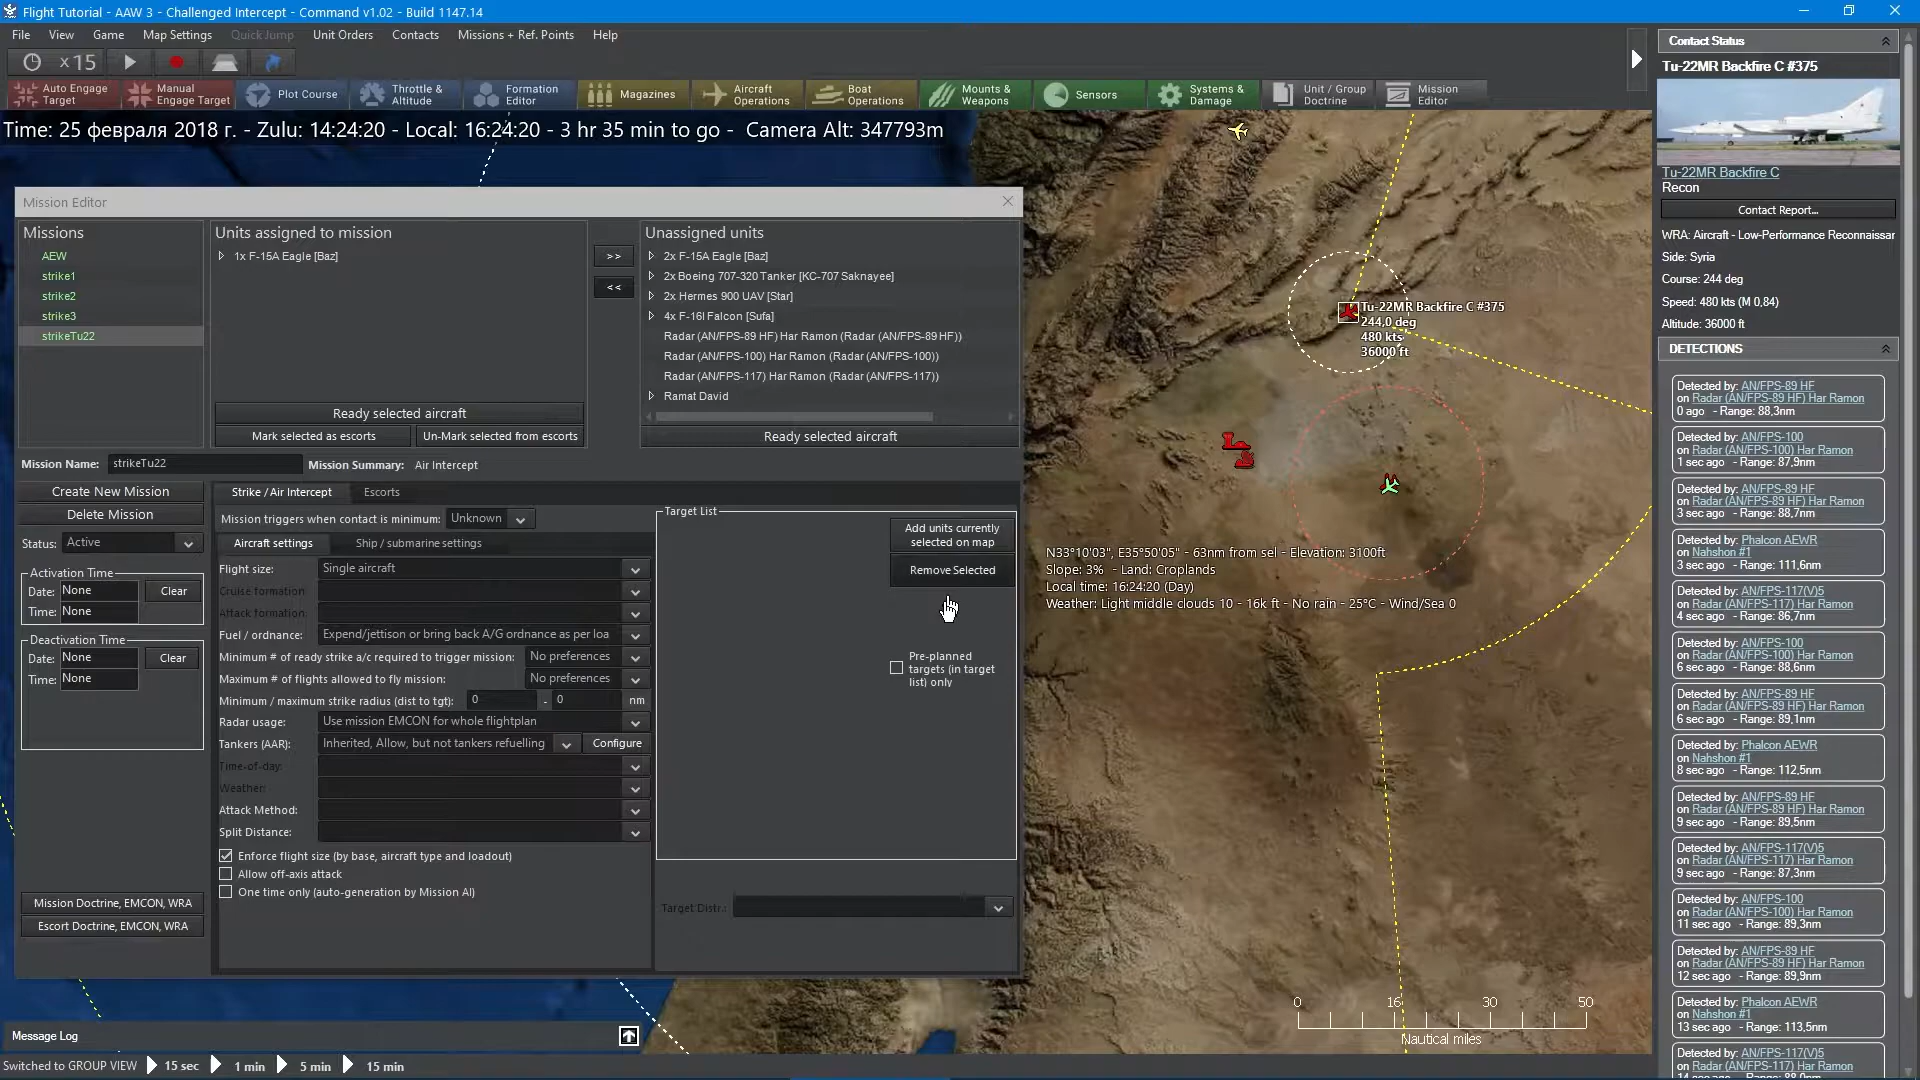 Flight Tutorial - AAW 3 - Challenged Intercept - Command v1.02 - Build 1147.14
File View Game Map Settings Quick Jump Unit Orders Contacts Missions + Ref. Points Help
x 15
Auto Engage Target
Manual Engage Target
Plot Course
Throttle & Altitude
Formation Editor
Magazines
Aircraft Operations
Boat Operations
Mounts & Weapons
Sensors
Systems & Damage
Unit / Group Doctrine
Mission Editor
Time: 25 февраля 2018 г. - Zulu: 14:24:20 - Local: 16:24:20 - 3 hr 35 min to go - Camera Alt: 347793m
Mission Editor
Missions
AEW
strike1
strike2
strike3
strikeTu22
Units assigned to mission
1x F-15A Eagle [Baz]
Ready selected aircraft
Mark selected as escorts
Un-Mark selected from escorts
>>
<<
Unassigned units
2x F-15A Eagle [Baz]
2x Boeing 707-320 Tanker [KC-707 Saknayee]
2x Hermes 900 UAV [Star]
4x F-16I Falcon [Sufa]
Radar (AN/FPS-89 HF) Har Ramon (Radar (AN/FPS-89 HF))
Radar (AN/FPS-100) Har Ramon (Radar (AN/FPS-100))
Radar (AN/FPS-117) Har Ramon (Radar (AN/FPS-117))
Ramat David
Ready selected aircraft
Mission Name: strikeTu22 Mission Summary: Air Intercept
Create New Mission
Delete Mission
Status: Active
Activation Time
Date: None Clear
Time: None
Deactivation Time
Date: None Clear
Time: None
Mission Doctrine, EMCON, WRA
Escort Doctrine, EMCON, WRA
Strike / Air Intercept Escorts
Mission triggers when contact is minimum: Unknown
Aircraft settings Ship / submarine settings
Flight size: Single aircraft
Cruise formation:
Attack formation:
Fuel / ordnance: Expend/jettison or bring back A/G ordnance as per loa
Minimum # of ready strike a/c required to trigger mission: No preferences
Maximum # of flights allowed to fly mission: No preferences
Minimum / maximum strike radius (dist to tgt): 0 - 0 nm
Radar usage: Use mission EMCON for whole flightplan
Tankers (AAR): Inherited, Allow, but not tankers refuelling Configure
Time-of-day:
Weather:
Attack Method:
Split Distance:
Enforce flight size (by base, aircraft type and loadout)
Allow off-axis attack
One time only (auto-generation by Mission AI)
Target List
Add units currently
selected on map
Remove Selected
Pre-planned
targets (in target
list) only
Target Distr.:
Tu-22MR Backfire C #375
244,0 deg
480 kts
36000 ft
N33°10'03", E35°50'05" - 63nm from sel - Elevation: 3100ft
Slope: 3% - Land: Croplands
Local time: 16:24:20 (Day)
Weather: Light middle clouds 10 - 16k ft - No rain - 25°C - Wind/Sea 0
0 16 30 50
Nautical miles
Message Log
Switched to GROUP VIEW 15 sec 1 min 5 min 15 min
Contact Status
Tu-22MR Backfire C #375
Tu-22MR Backfire C
Recon
Contact Report...
WRA: Aircraft - Low-Performance Reconnaissar
Side: Syria
Course: 244 deg
Speed: 480 kts (M 0,84)
Altitude: 36000 ft
DETECTIONS
Detected by: AN/FPS-89 HF
on Radar (AN/FPS-89 HF) Har Ramon
0 ago - Range: 88,3nm
Detected by: AN/FPS-100
on Radar (AN/FPS-100) Har Ramon
1 sec ago - Range: 87,9nm
Detected by: AN/FPS-89 HF
on Radar (AN/FPS-89 HF) Har Ramon
3 sec ago - Range: 88,7nm
Detected by: Phalcon AEWR
on Nahshon #1
3 sec ago - Range: 111,6nm
Detected by: AN/FPS-117(V)5
on Radar (AN/FPS-117) Har Ramon
4 sec ago - Range: 86,7nm
Detected by: AN/FPS-100
on Radar (AN/FPS-100) Har Ramon
6 sec ago - Range: 88,6nm
Detected by: AN/FPS-89 HF
on Radar (AN/FPS-89 HF) Har Ramon
6 sec ago - Range: 89,1nm
Detected by: Phalcon AEWR
on Nahshon #1
8 sec ago - Range: 112,5nm
Detected by: AN/FPS-89 HF
on Radar (AN/FPS-89 HF) Har Ramon
9 sec ago - Range: 89,5nm
Detected by: AN/FPS-117(V)5
on Radar (AN/FPS-117) Har Ramon
9 sec ago - Range: 87,3nm
Detected by: AN/FPS-100
on Radar (AN/FPS-100) Har Ramon
11 sec ago - Range: 89,3nm
Detected by: AN/FPS-89 HF
on Radar (AN/FPS-89 HF) Har Ramon
12 sec ago - Range: 89,9nm
Detected by: Phalcon AEWR
on Nahshon #1
13 sec ago - Range: 113,5nm
Detected by: AN/FPS-117(V)5
on Radar (AN/FPS-117) Har Ramon